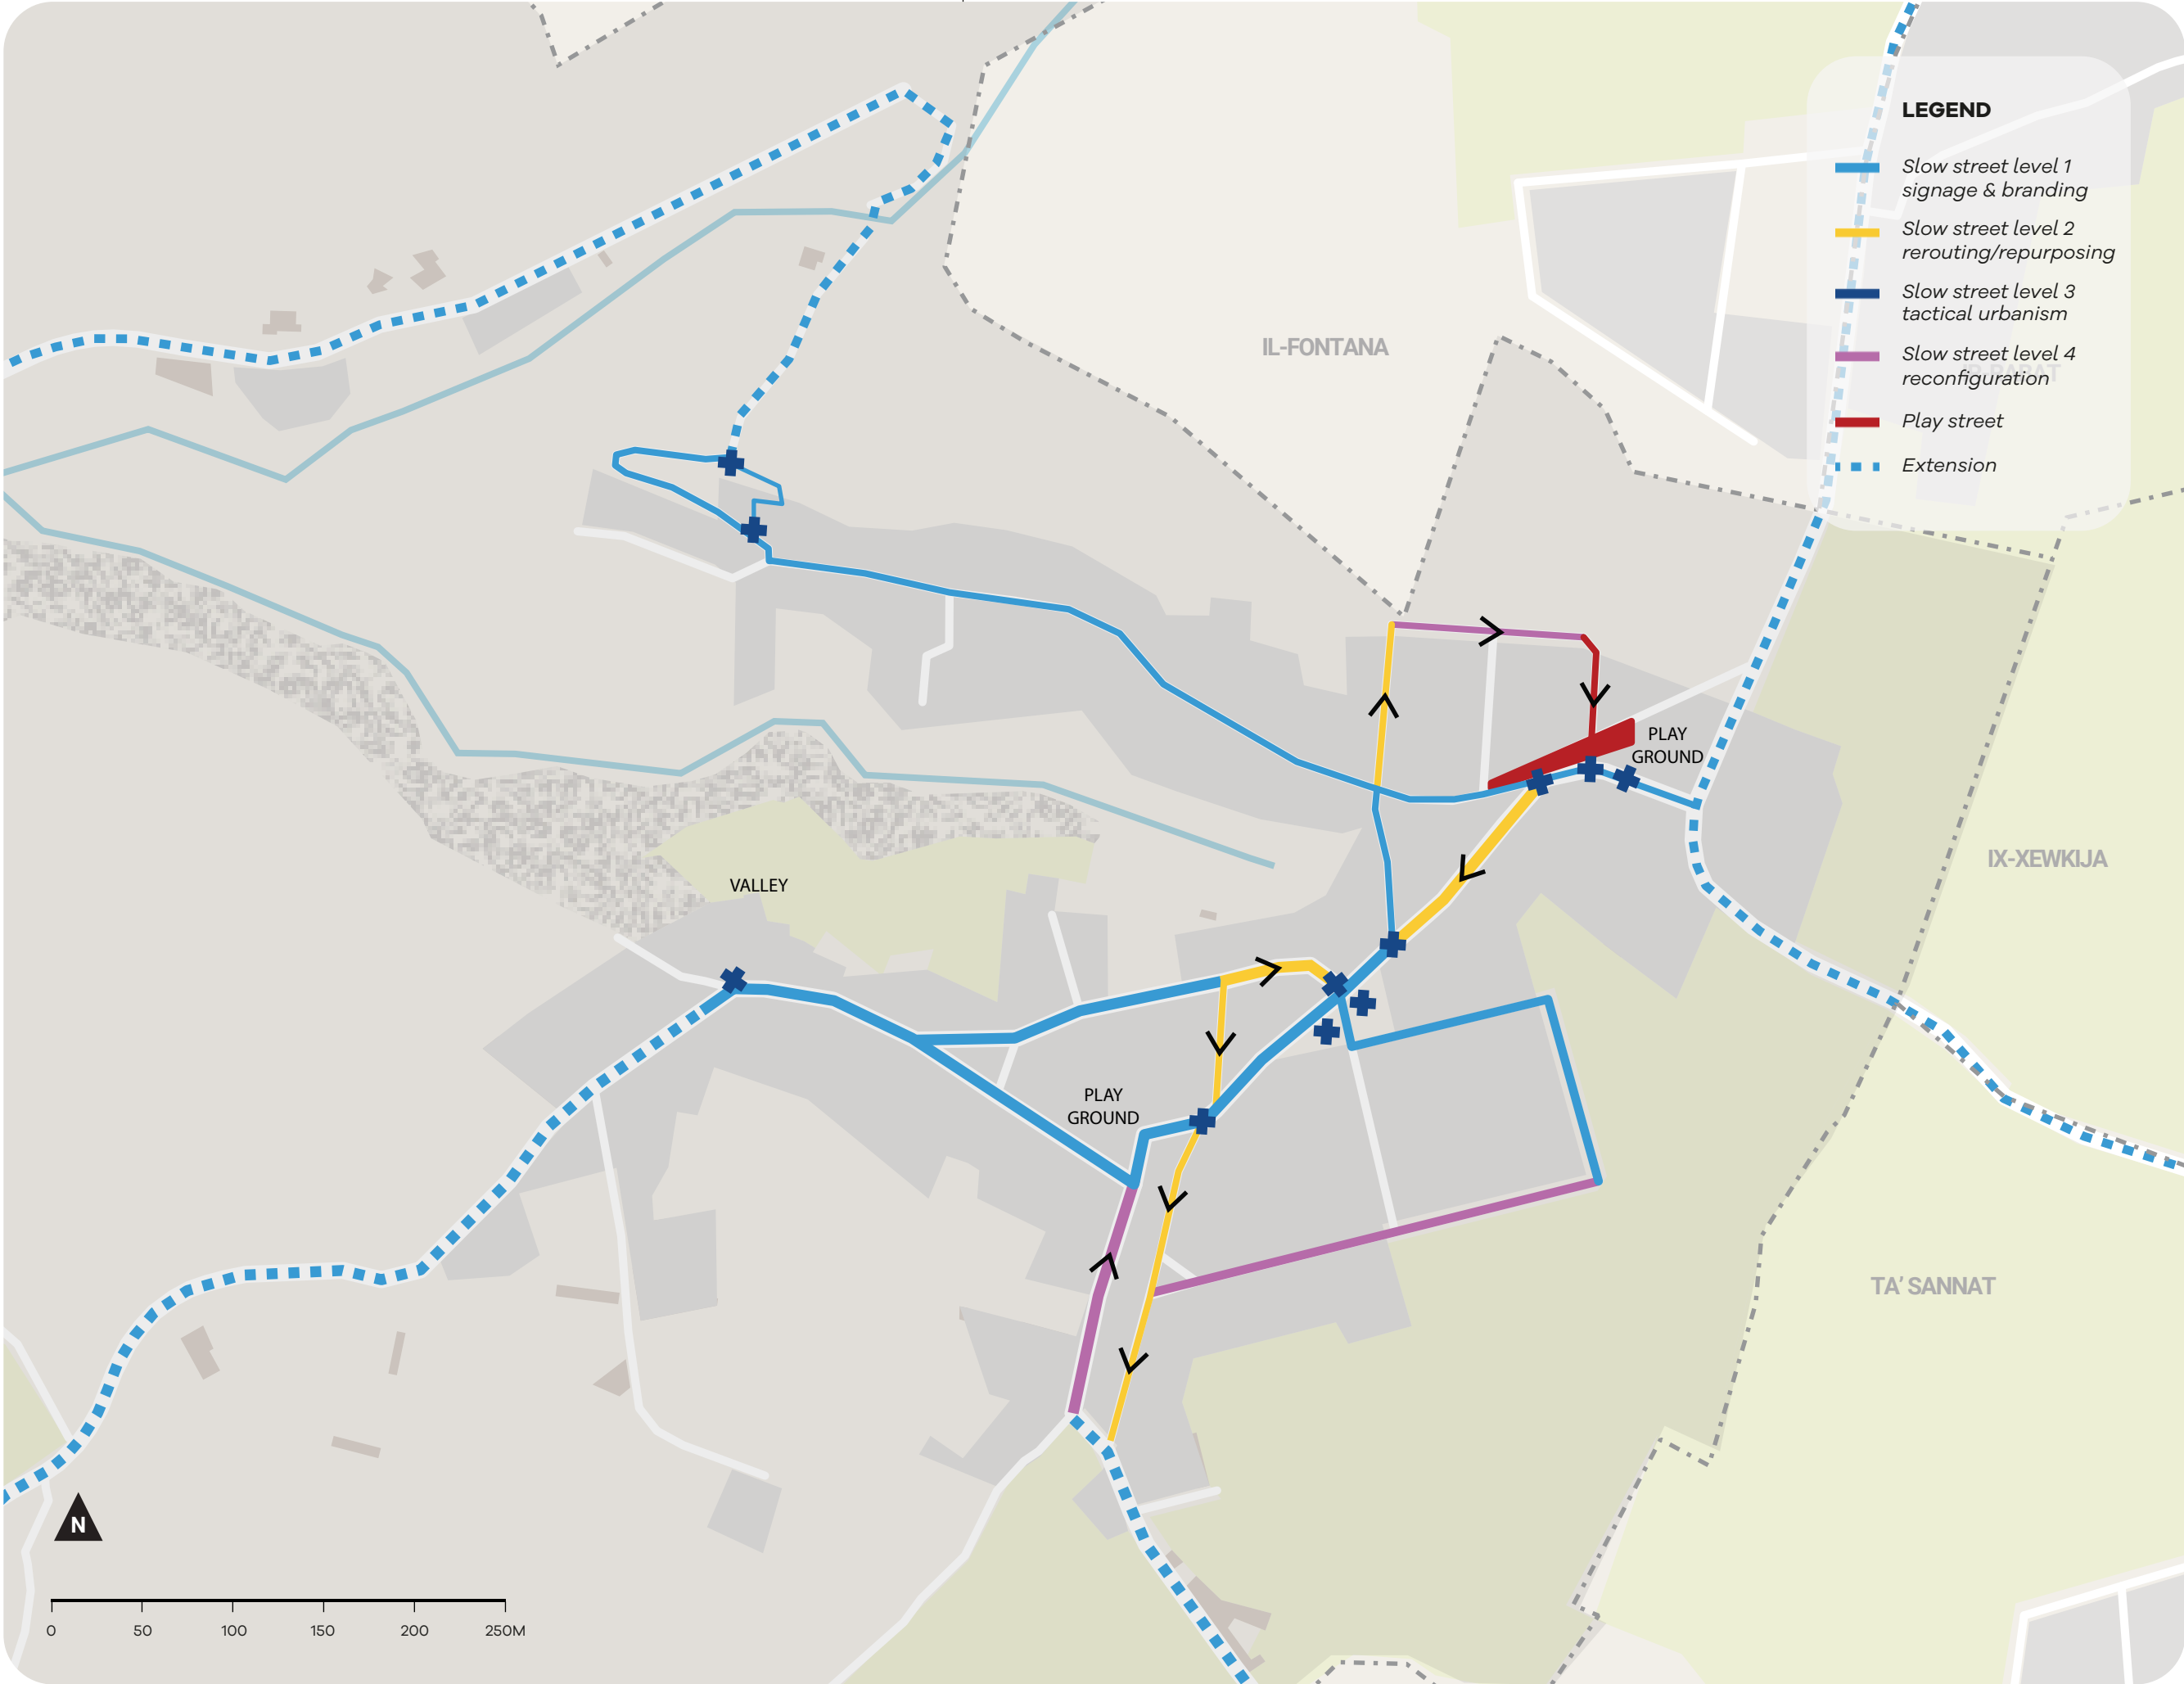 LEGEND
Slow street level 1
signage & branding
Slow street level 2
rerouting/repurposing
Slow street level 3
tactical urbanism
Slow street level 4
reconfiguration
Play street
Extension
IL-FONTANA
PLAY
GROUND
IX-XEWKIJA
VALLEY
PLAY
GROUND
TA' SANNAT
N
0 50 100 150 200 250M